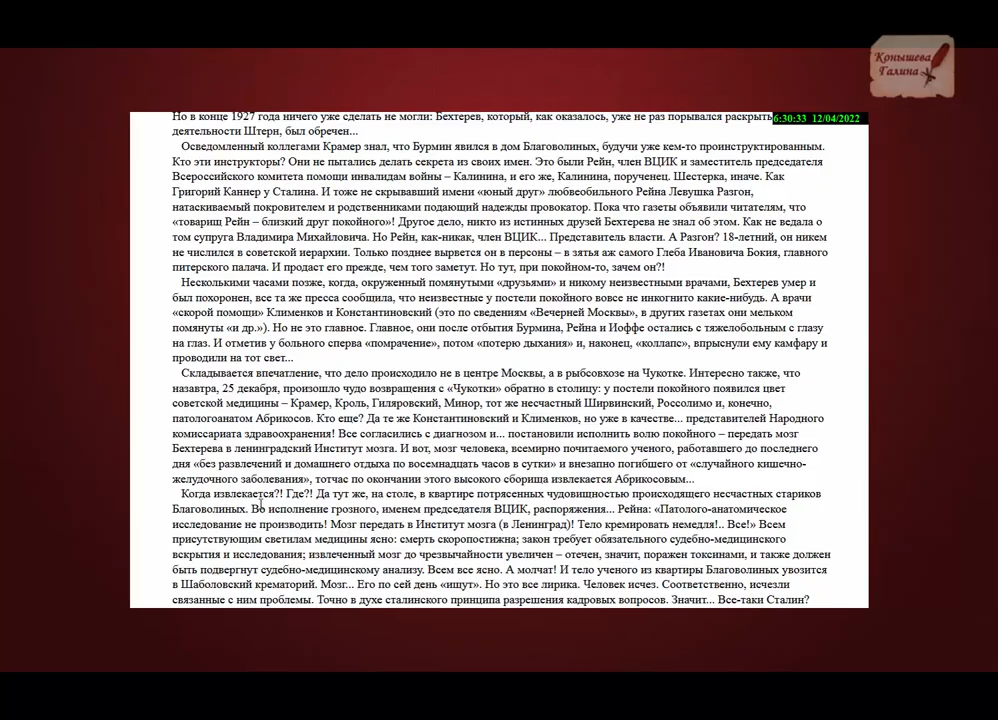 Конышева
Галина
Но в конце 1927 года ничего уже сделать не могли: Бехтерев, который, как оказалось, уже не раз порывался раскрыть
6:30:33 12/04/2022
деятельности Штерн, был обречен...
Осведомленный коллегами Крамер знал, что Бурмин явился в дом Благоволиных, будучи уже кем-то проинструктированным.
Кто эти инструкторы? Они не пытались делать секрета из своих имен. Это были Рейн, член ВЦИК и заместитель председателя
Всероссийского комитета помощи инвалидам войны – Калинина, и его же, Калинина, порученец. Шестерка, иначе. Как
Григорий Каннер у Сталина. И тоже не скрывавший имени «юный друг» любвеобильного Рейна Левушка Разгон,
натаскиваемый покровителем и родственниками подающий надежды провокатор. Пока что газеты объявили читателям, что
«товарищ Рейн – близкий друг покойного»! Другое дело, никто из истинных друзей Бехтерева не знал об этом. Как не ведала о
том супруга Владимира Михайловича. Но Рейн, как-никак, член ВЦИК... Представитель власти. А Разгон? 18-летний, он никем
не числился в советской иерархии. Только позднее вырвется он в персоны – в зятья аж самого Глеба Ивановича Бокия, главного
питерского палача. И продаст его прежде, чем того заметут. Но тут, при покойном-то, зачем он?!
Несколькими часами позже, когда, окруженный помянутыми «друзьями» и никому неизвестными врачами, Бехтерев умер и
был похоронен, все та же пресса сообщила, что неизвестные у постели покойного вовсе не инкогнито какие-нибудь. А врачи
«скорой помощи» Клименков и Константиновский (это по сведениям «Вечерней Москвы», в других газетах они мельком
помянуты «и др.»). Но не это главное. Главное, они после отбытия Бурмина, Рейна и Иоффе остались с тяжелобольным с глазу
на глаз. И отметив у больного сперва «помрачение», потом «потерю дыхания» и, наконец, «коллапс», впрыснули ему камфару и
проводили на тот свет...
Складывается впечатление, что дело происходило не в центре Москвы, а в рыбсовхозе на Чукотке. Интересно также, что
назавтра, 25 декабря, произошло чудо возвращения с «Чукотки» обратно в столицу: у постели покойного появился цвет
советской медицины – Крамер, Кроль, Гиляровский, Минор, тот же несчастный Ширвинский, Россолимо и, конечно,
патологоанатом Абрикосов. Кто еще? Да те же Константиновский и Клименков, но уже в качестве... представителей Народного
комиссариата здравоохранения! Все согласились с диагнозом и... постановили исполнить волю покойного – передать мозг
Бехтерева в ленинградский Институт мозга. И вот, мозг человека, всемирно почитаемого ученого, работавшего до последнего
дня «без развлечений и домашнего отдыха по восемнадцать часов в сутки» и внезапно погибшего от «случайного кишечно-
желудочного заболевания», тотчас по окончании этого высокого сборища извлекается Абрикосовым...
Когда извлекается?! Где?! Да тут же, на столе, в квартире потрясенных чудовищностью происходящего несчастных стариков
Благоволиных. Во исполнение грозного, именем председателя ВЦИК, распоряжения... Рейна: «Патолого-анатомическое
исследование не производить! Мозг передать в Институт мозга (в Ленинград)! Тело кремировать немедля!.. Все!» Всем
присутствующим светилам медицины ясно: смерть скоропостижна; закон требует обязательного судебно-медицинского
вскрытия и исследования; извлеченный мозг до чрезвычайности увеличен – отечен, значит, поражен токсинами, и также должен
быть подвергнут судебно-медицинскому анализу. Всем все ясно. А молчат! И тело ученого из квартиры Благоволиных увозится
в Шаболовский крематорий. Мозг... Его по сей день «ищут». Но это все лирика. Человек исчез. Соответственно, исчезли
связанные с ним проблемы. Точно в духе сталинского принципа разрешения кадровых вопросов. Значит... Все-таки Сталин?